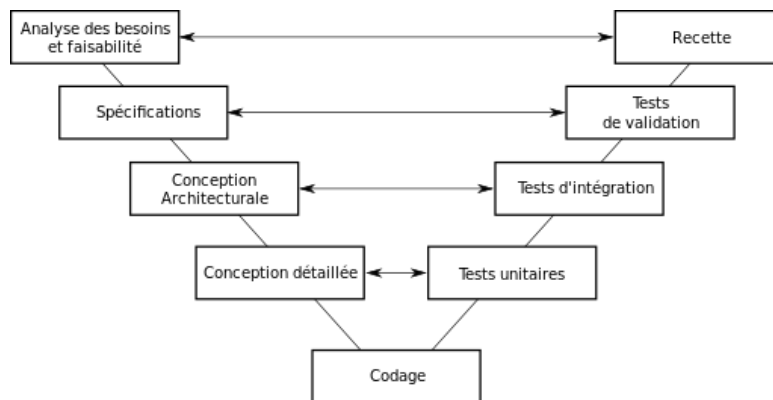 Analyse des besoins
et faisabilité
Recette
Spécifications
Tests
de validation
Conception
Architecturale
Tests d'intégration
Conception détaillée
Tests unitaires
Codage